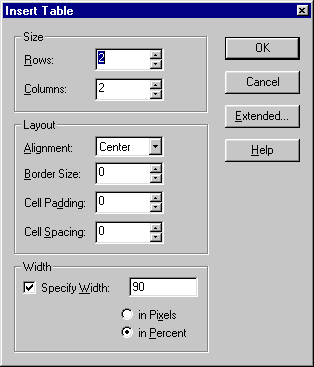 Insert Table
Size
Rows: 2
Columns: 2
OK
Cancel
Extended...
Help
Layout
Alignment: Center
Border Size: 0
Cell Padding: 0
Cell Spacing: 0
Width
Specify Width: 90
in Pixels
in Percent